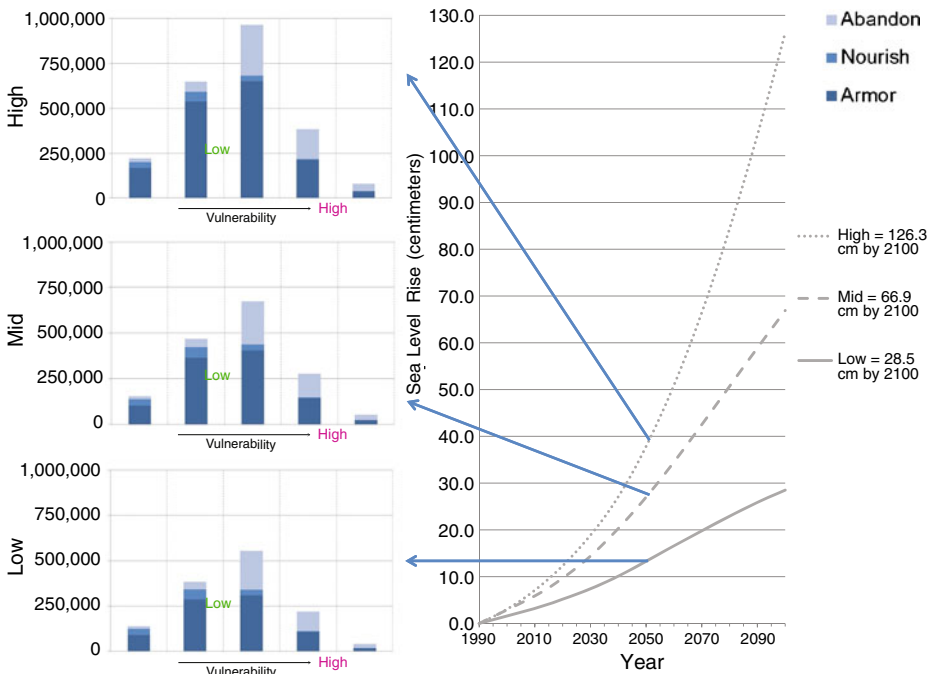 1,000,000
750,000
500,000
250,000
0
High
Low
Vulnerability
High
1,000,000
750,000
500,000
250,000
0
Mid
Low
Vulnerability
High
1,000,000
750,000
500,000
250,000
0
Low
Low
Vulnerability
High
130.0
120.0
110.0
100.0
90.0
80.0
70.0
60.0
50.0
40.0
30.0
20.0
10.0
0.0
Sea Level Rise (centimeters)
1990
2010
2030
2050
2070
2090
Year
Abandon
Nourish
Armor
High = 126.3
cm by 2100
Mid = 66.9
cm by 2100
Low = 28.5
cm by 2100